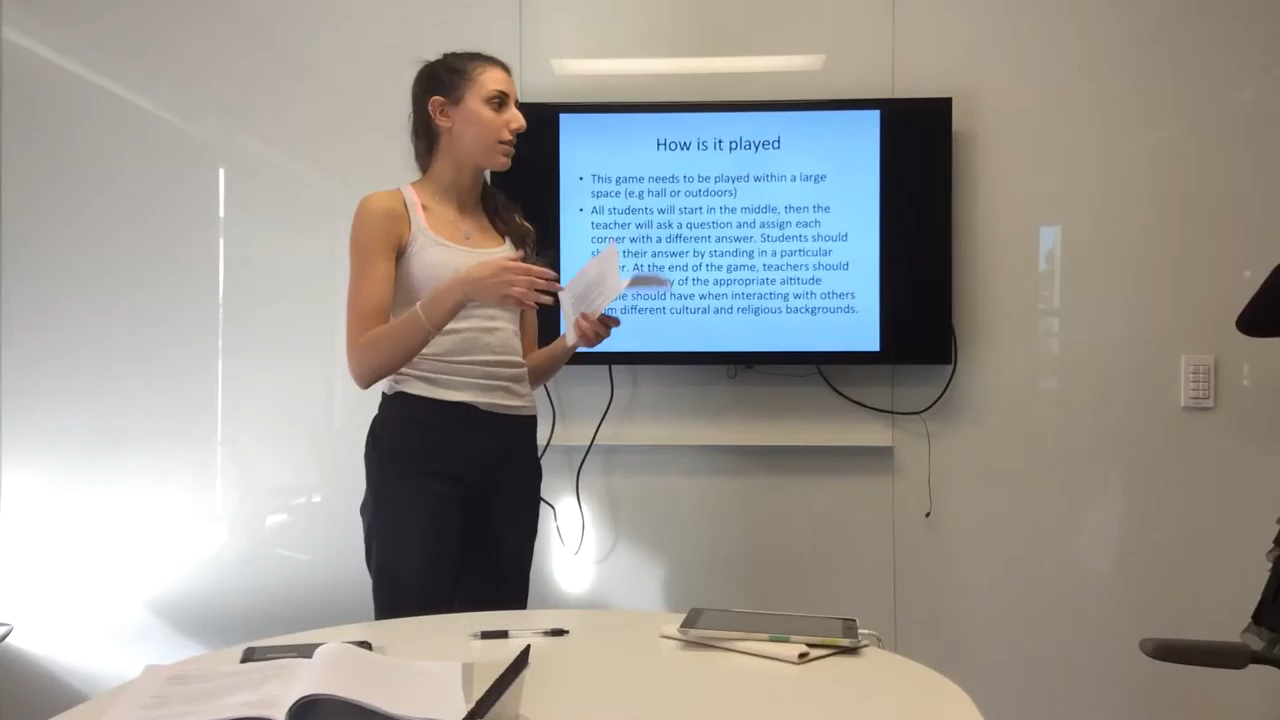 How is it played
• This game needs to be played within a large
space (e.g hall or outdoors)
• All students will start in the middle, then the
teacher will ask a question and assign each
corner with a different answer. Students should
their answer by standing in a particular
At the end of the game, teachers should
of the appropriate altitude
should have when interacting with others
different cultural and religious backgrounds.